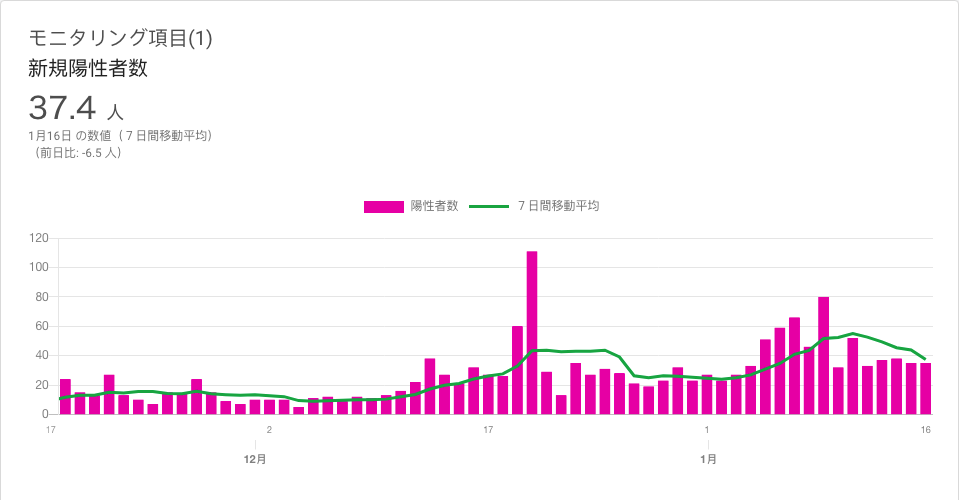 モニタリング項目(1)
新規陽性者数
37.4 人
1月16日 の数値（７日間移動平均）
（前日比: -6.5 人）
陽性者数 ７日間移動平均
120
100
80
60
40
20
0
17 2 17 1 16
12月 1月